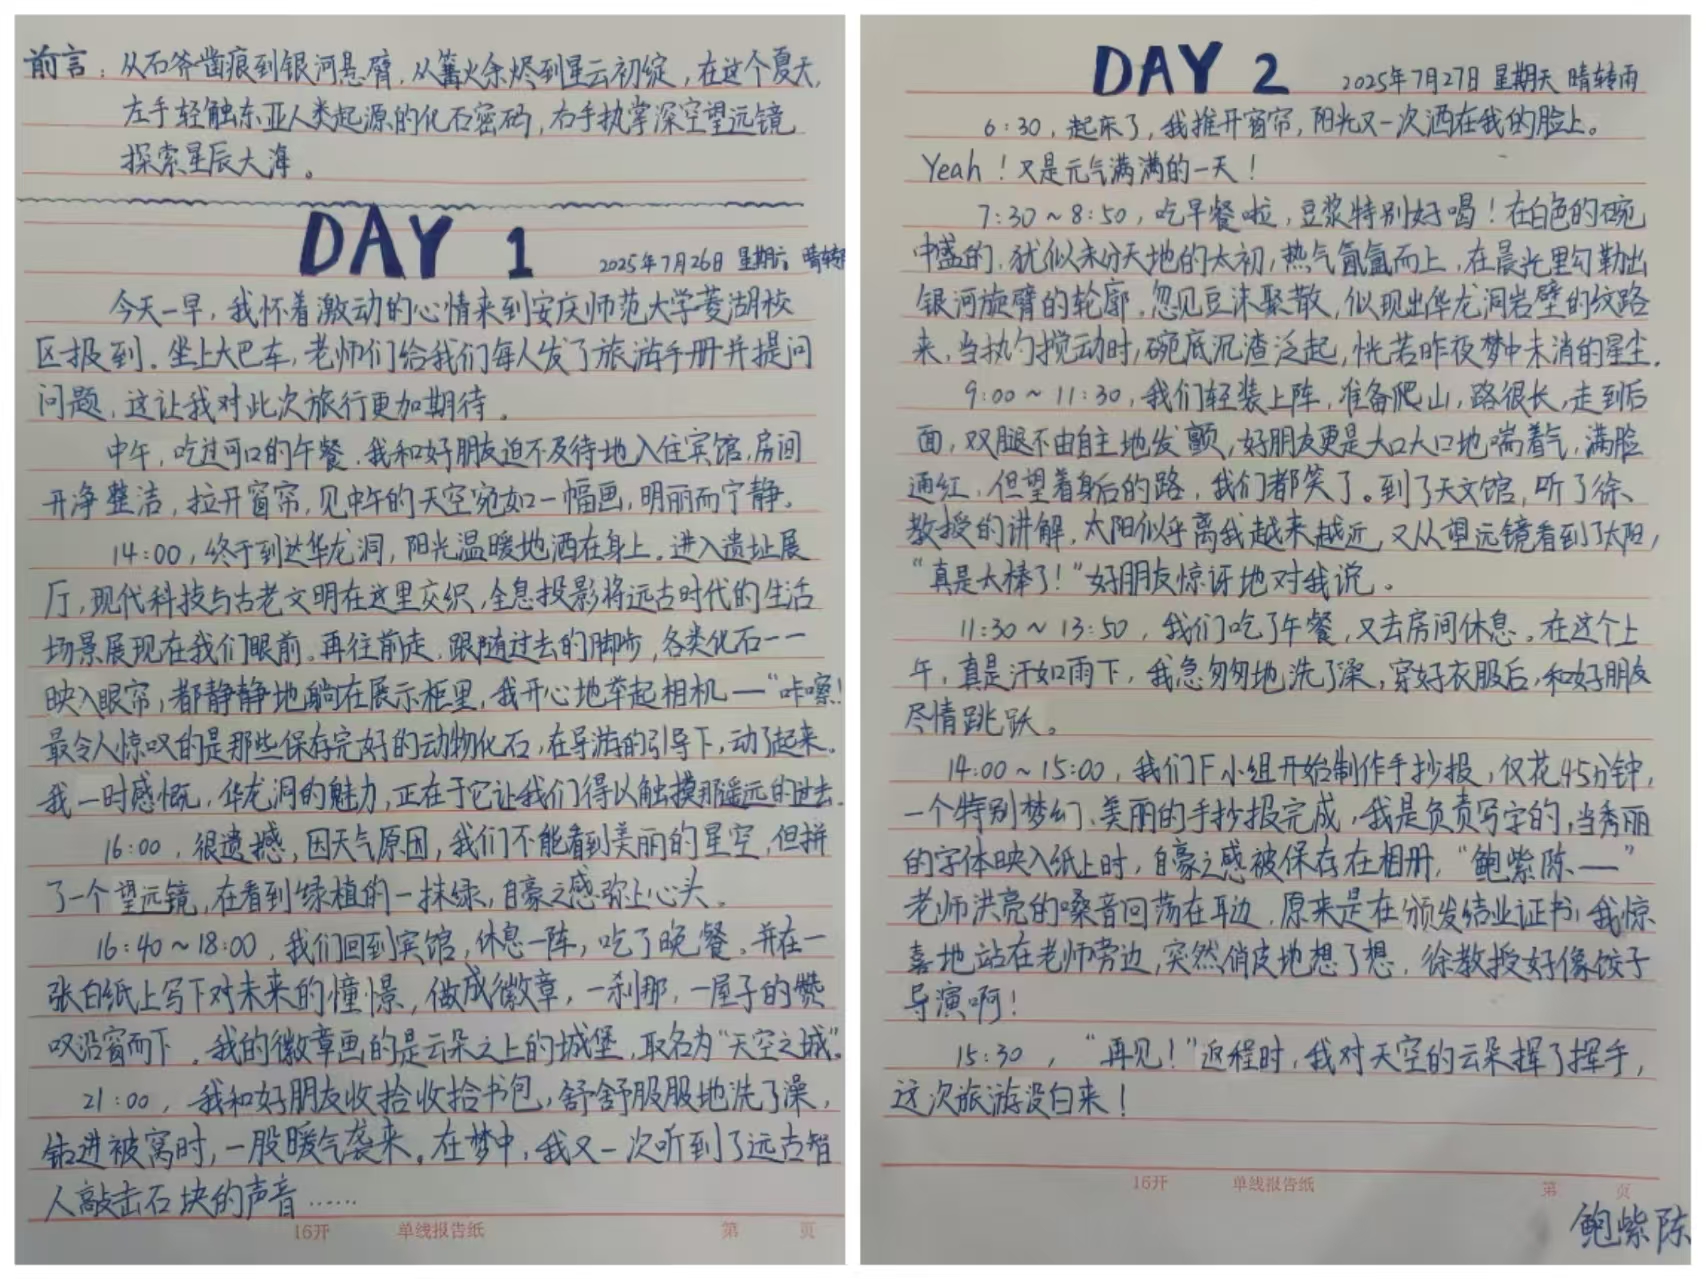 前言：从石斧凿痕到银河悬臂，从篝火余烬到星云初绽，在这个夏天，
左手轻触东亚人类起源的化石密码，右手执掌深空望远镜
探索星辰大海。
DAY 1
2025年7月26日 星期六 晴转
今天一早，我怀着激动的心情来到安庆师范大学菱湖校
区报到。坐上大巴车，老师们给我们每人发了旅游手册并提问
问题，这让我对此次旅行更加期待。
中午，吃过可口的午餐，我和好朋友迫不及待地入住宾馆，房间
干净整洁，拉开窗帘，见中午的天空宛如一幅画，明丽而宁静。
14:00，终于到达华龙洞，阳光温暖地洒在身上。进入遗址展
厅，现代科技与古老文明在这里交织，全息投影将远古时代的生活
场景展现在我们眼前。再往前走，跟随过去的脚步，各类化石一一
映入眼帘，都静静地躺在展示柜里，我开心地举起相机—“咔嚓！
最令人惊叹的是那些保存完好的动物化石，在导游的引导下，动了起来。
我一时感慨，华龙洞的魅力，正在于它让我们得以触摸那遥远的过去。
16:00，很遗憾，因天气原因，我们不能看到美丽的星空，但拼
了一个望远镜，在看到绿植的一抹绿，自豪之感弥上心头。
16:40~18:00，我们回到宾馆，休息一阵，吃了晚餐。并在一
张白纸上写下对未来的憧憬，做成徽章，一刹那，一屋子的赞
叹沿窗而下。我的徽章画的是云朵之上的城堡，取名为“天空之城”。
21:00，我和好朋友收拾收拾书包，舒舒服服地洗了澡，
钻进被窝时，一股暖气袭来。在梦中，我又一次听到了远古智
人敲击石块的声音……
16开 单线报告纸 第 页
DAY 2
2025年7月27日 星期天 晴转雨
6:30，起床了，我推开窗帘，阳光又一次洒在我的脸上。
Yeah！又是元气满满的一天！
7:30~8:50，吃早餐啦，豆浆特别好喝！在白色的碗
中盛的，犹似未分天地的太初，热气氤氲而上，在晨光里勾勒出
银河旋臂的轮廓。忽见豆沫聚散，似现出华龙洞岩壁的纹路
来，当执勺搅动时，碗底沉渣泛起，恍若昨夜梦中未消的星尘。
9:00~11:30，我们轻装上阵，准备爬山，路很长，走到后
面，双腿不由自主地发颤，好朋友更是大口大口地喘着气，满脸
通红，但望着身后的路，我们都笑了。到了天文馆，听了徐
教授的讲解，太阳似乎离我越来越近，又从望远镜看到了太阳，
“真是太棒了！”好朋友惊讶地对我说。
11:30~13:50，我们吃了午餐，又去房间休息。在这个上
午，真是汗如雨下，我急匆匆地洗了澡，穿好衣服后，和好朋友
尽情跳跃。
14:00~15:00，我们F小组开始制作手抄报，仅花45分钟，
一个特别梦幻、美丽的手抄报完成，我是负责写字的，当秀丽
的字体映入纸上时，自豪之感被保存在相册，“鲍紫陈——”
老师洪亮的嗓音回荡在耳边，原来是在颁发结业证书！我惊
喜地站在老师旁边，突然俏皮地想了想，徐教授好像饺子
导演啊！
15:30，“再见！”返程时，我对天空的云朵挥了挥手，
这次旅游没白来！
16开 单线报告纸 第 页
鲍紫陈